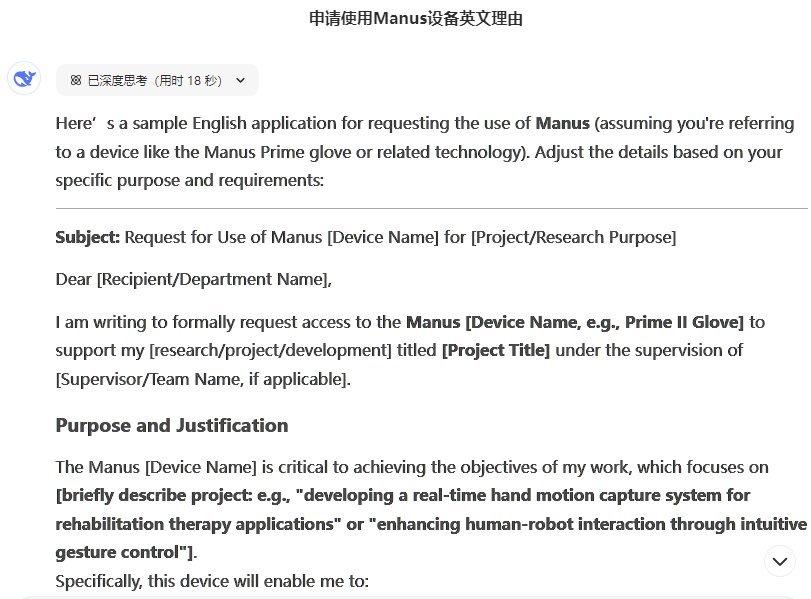 申请使用Manus设备英文理由
已深度思考（用时 18 秒）
Here’s a sample English application for requesting the use of Manus (assuming you're referring
to a device like the Manus Prime glove or related technology). Adjust the details based on your
specific purpose and requirements:
Subject: Request for Use of Manus [Device Name] for [Project/Research Purpose]
Dear [Recipient/Department Name],
I am writing to formally request access to the Manus [Device Name, e.g., Prime II Glove] to
support my [research/project/development] titled [Project Title] under the supervision of
[Supervisor/Team Name, if applicable].
Purpose and Justification
The Manus [Device Name] is critical to achieving the objectives of my work, which focuses on
[briefly describe project: e.g., "developing a real-time hand motion capture system for
rehabilitation therapy applications" or "enhancing human-robot interaction through intuitive
gesture control"].
Specifically, this device will enable me to: